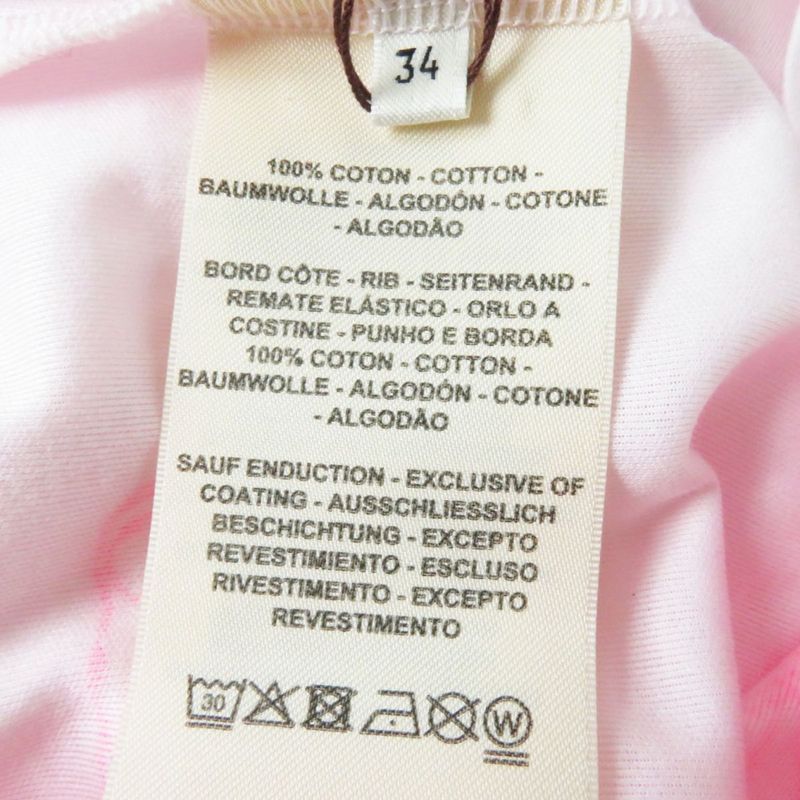 34
100% COTON - COTTON -
BAUMWOLLE - ALGODÓN - COTONE
- ALGODÃO
BORD CÔTE - RIB - SEITENRAND -
REMATE ELÁSTICO - ORLO A
COSTINE - PUNHO E BORDA
100% COTON - COTTON -
BAUMWOLLE - ALGODÓN - COTONE
- ALGODÃO
SAUF ENDUCTION - EXCLUSIVE OF
COATING - AUSSCHLIESSLICH
BESCHICHTUNG - EXCEPTO
REVESTIMIENTO - ESCLUSO
RIVESTIMENTO - EXCEPTO
REVESTIMENTO
30 W